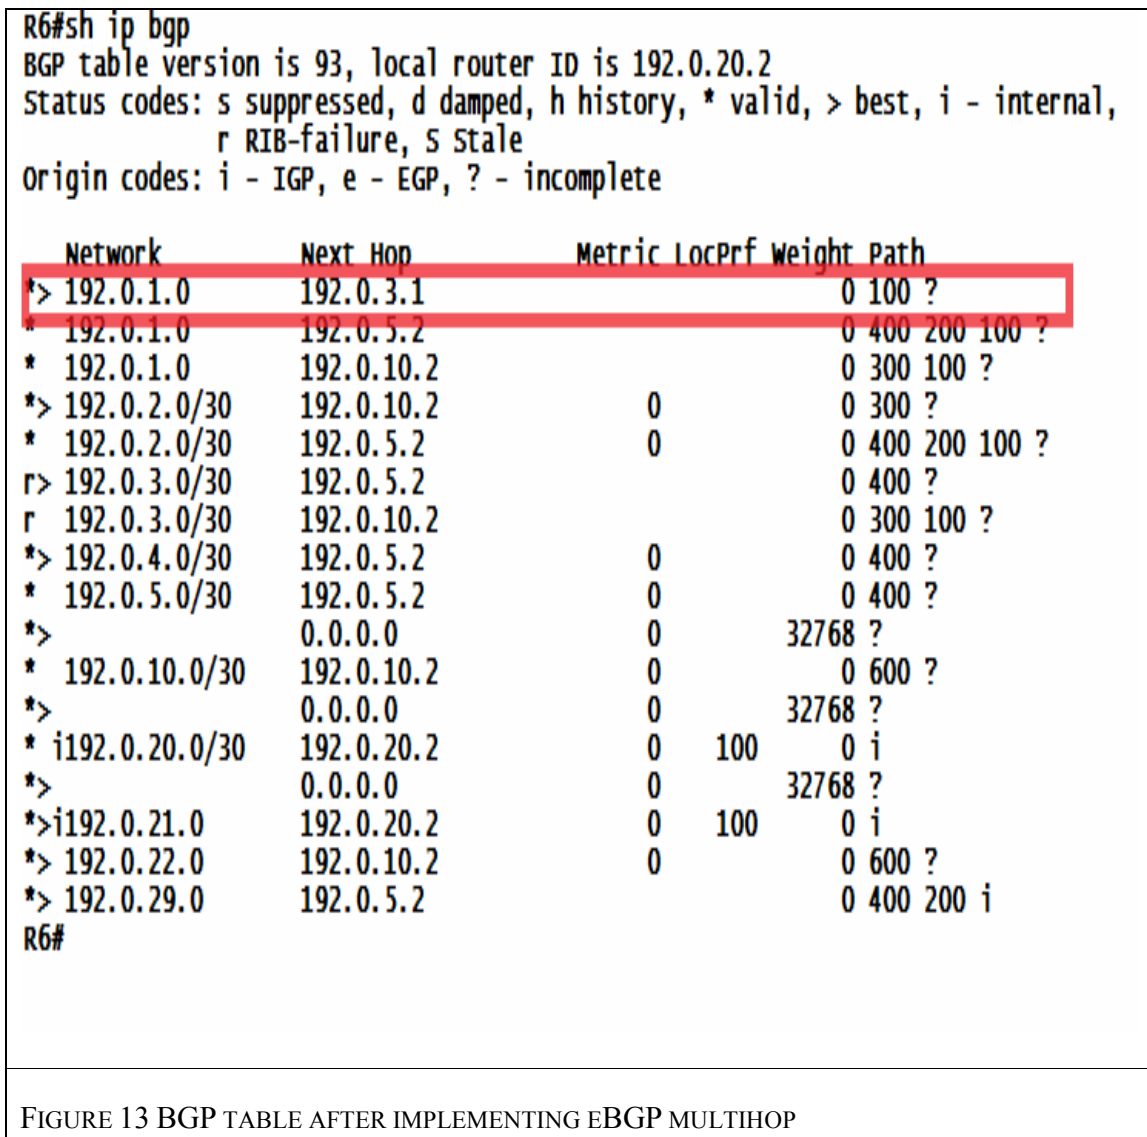 R6#sh ip bgp
BGP table version is 93, local router ID is 192.0.20.2
Status codes: s suppressed, d damped, h history, * valid, > best, i - internal,
r RIB-failure, S Stale
Origin codes: i - IGP, e - EGP, ? - incomplete
Network Next Hop Metric LocPrf Weight Path
*> 192.0.1.0 192.0.3.1 0 100 ?
* 192.0.1.0 192.0.5.2 0 400 200 100 ?
* 192.0.1.0 192.0.10.2 0 300 100 ?
*> 192.0.2.0/30 192.0.10.2 0 0 300 ?
* 192.0.2.0/30 192.0.5.2 0 0 400 200 100 ?
r> 192.0.3.0/30 192.0.5.2 0 400 ?
r 192.0.3.0/30 192.0.10.2 0 300 100 ?
*> 192.0.4.0/30 192.0.5.2 0 0 400 ?
* 192.0.5.0/30 192.0.5.2 0 0 400 ?
*> 0.0.0.0 0 32768 ?
* 192.0.10.0/30 192.0.10.2 0 0 600 ?
*> 0.0.0.0 0 32768 ?
* i192.0.20.0/30 192.0.20.2 0 100 0 i
*> 0.0.0.0 0 32768 ?
*>i192.0.21.0 192.0.20.2 0 100 0 i
*> 192.0.22.0 192.0.10.2 0 0 600 ?
*> 192.0.29.0 192.0.5.2 0 400 200 i
R6#
FIGURE 13 BGP TABLE AFTER IMPLEMENTING EBGP MULTIHOP